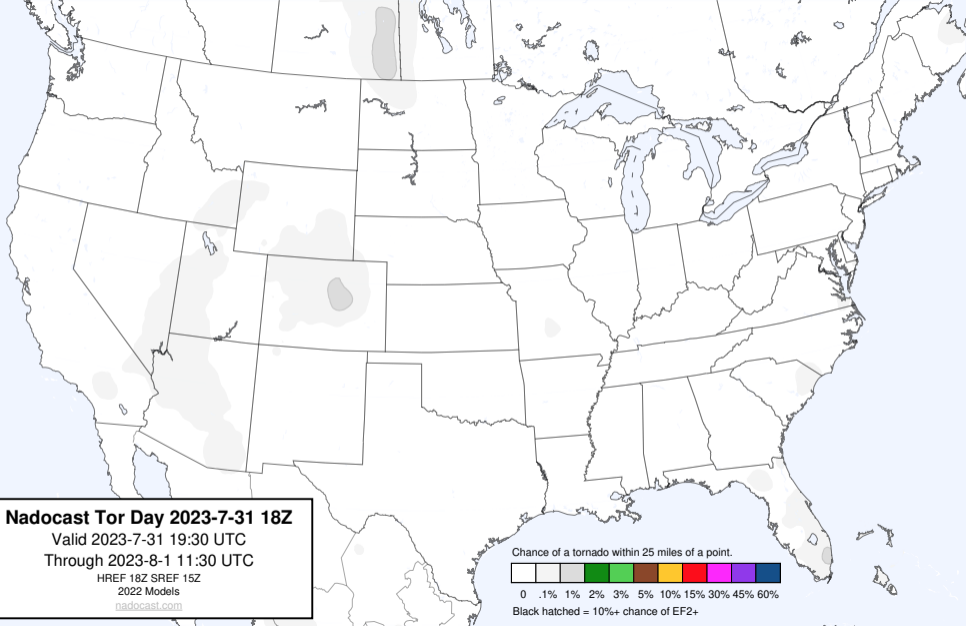 Nadocast Tor Day 2023-7-31 18Z
Valid 2023-7-31 19:30 UTC
Through 2023-8-1 11:30 UTC
HREF 18Z SREF 15Z
2022 Models
nadocast.com
Chance of a tornado within 25 miles of a point.
0 .1% 1% 2% 3% 5% 10% 15% 30% 45% 60%
Black hatched = 10%+ chance of EF2+